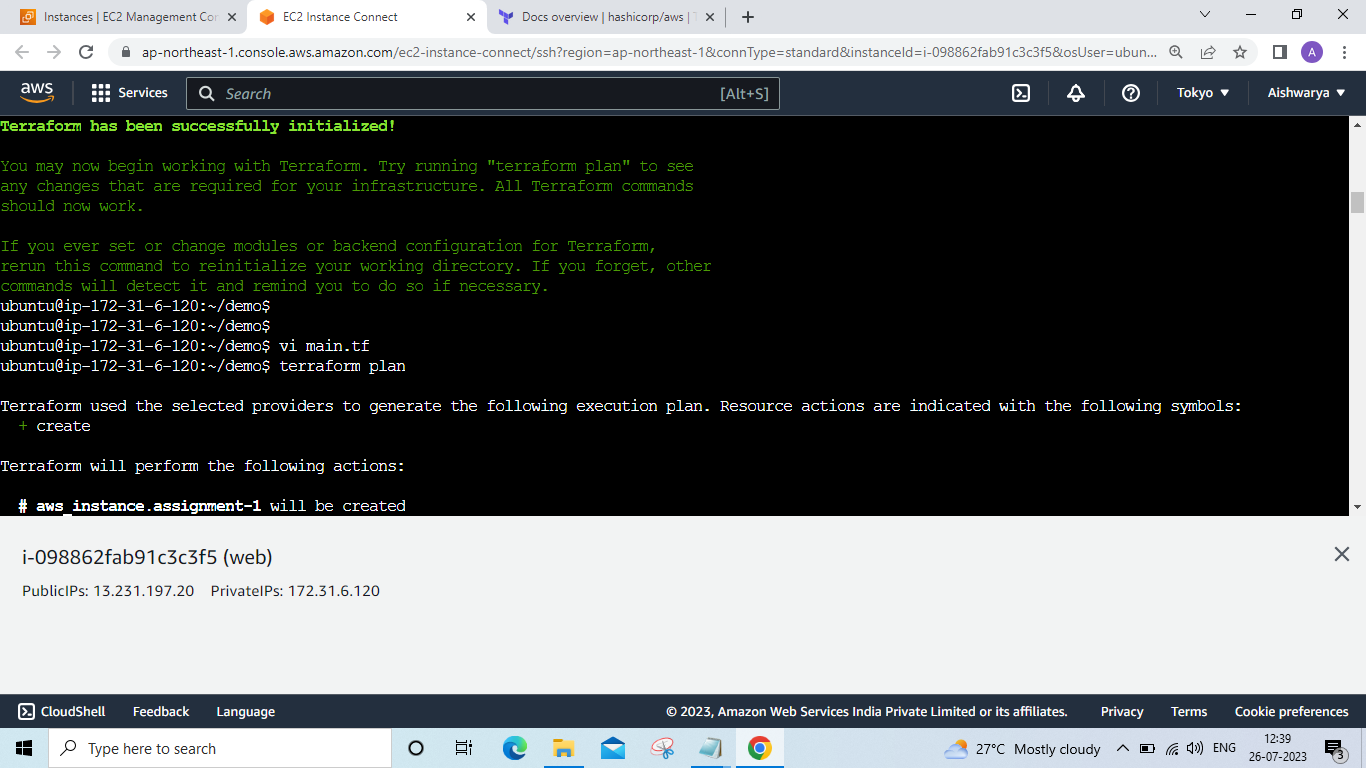 Instances | EC2 Management Con
EC2 Instance Connect
Docs overview | hashicorp/aws | T
ap-northeast-1.console.aws.amazon.com/ec2-instance-connect/ssh?region=ap-northeast-1&connType=standard&instanceId=i-098862fab91c3c3f5&osUser=ubun...
A
aws
Services
Search
[Alt+S]
Tokyo
Aishwarya
Terraform has been successfully initialized!
You may now begin working with Terraform. Try running "terraform plan" to see
any changes that are required for your infrastructure. All Terraform commands
should now work.
If you ever set or change modules or backend configuration for Terraform,
rerun this command to reinitialize your working directory. If you forget, other
commands will detect it and remind you to do so if necessary.
ubuntu@ip-172-31-6-120:~/demo$
ubuntu@ip-172-31-6-120:~/demo$
ubuntu@ip-172-31-6-120:~/demo$ vi main.tf
ubuntu@ip-172-31-6-120:~/demo$ terraform plan
Terraform used the selected providers to generate the following execution plan. Resource actions are indicated with the following symbols:
+ create
Terraform will perform the following actions:
# aws_instance.assignment-1 will be created
i-098862fab91c3c3f5 (web)
PublicIPs: 13.231.197.20 PrivateIPs: 172.31.6.120
CloudShell
Feedback
Language
© 2023, Amazon Web Services India Private Limited or its affiliates.
Privacy
Terms
Cookie preferences
Type here to search
27°C Mostly cloudy
ENG
12:39
26-07-2023
3